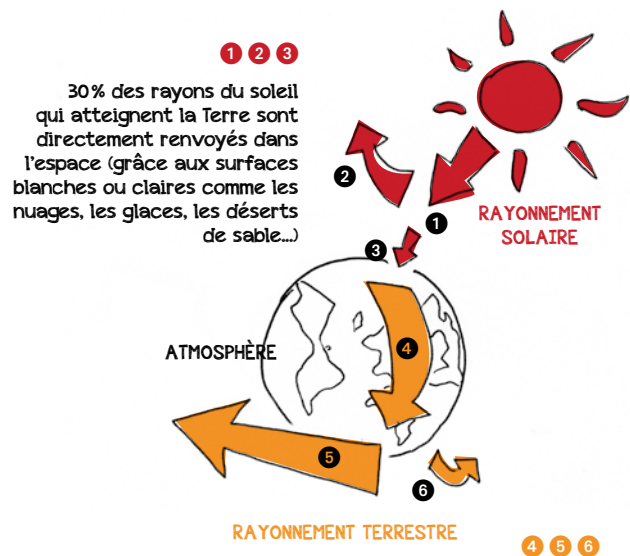 1 2 3
30% des rayons du soleil
qui atteignent la Terre sont
directement renvoyés dans
l'espace (grâce aux surfaces
blanches ou claires comme les
nuages, les glaces, les déserts
de sable...)
2
1
RAYONNEMENT
SOLAIRE
3
ATMOSPHÈRE
4
5
6
RAYONNEMENT TERRESTRE
4 5 6